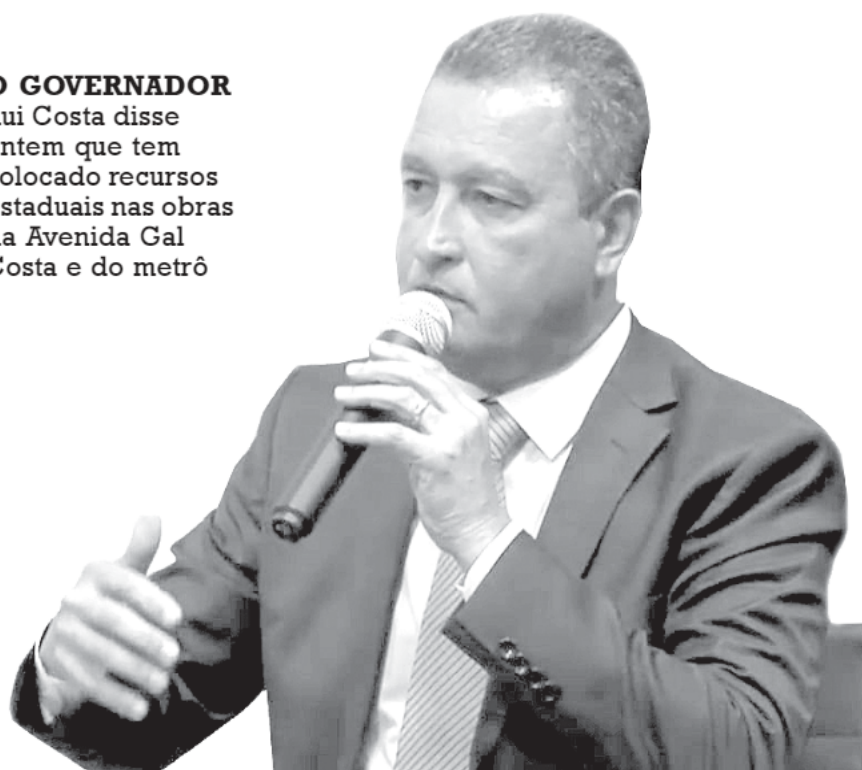 O GOVERNADOR
ui Costa disse
ntem que tem
olocado recursos
staduais nas obras
a Avenida Gal
Costa e do metrô